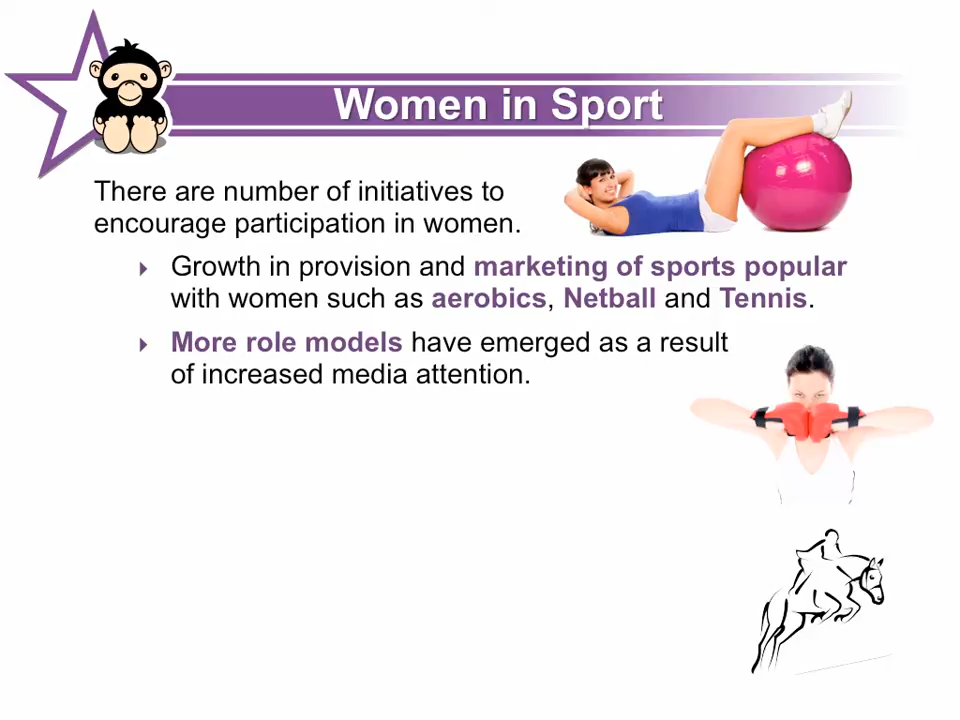 Women in Sport
There are number of initiatives to
encourage participation in women.
Growth in provision and marketing of sports popular
with women such as aerobics, Netball and Tennis.
More role models have emerged as a result
of increased media attention.